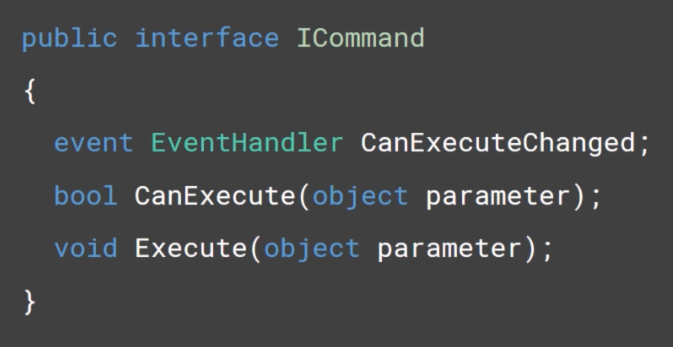 public interface ICommand
{
event EventHandler CanExecuteChanged;
bool CanExecute(object parameter);
void Execute(object parameter);
}